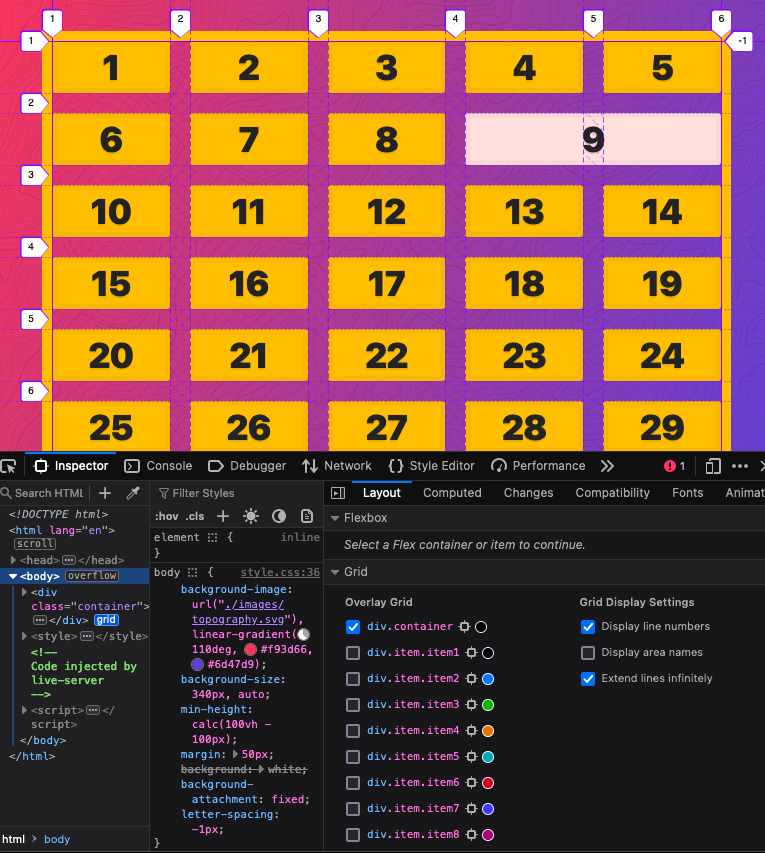 1 2 3 4 5 6
1 -1
1 2 3 4 5
2
6 7 8 9
3
10 11 12 13 14
4
15 16 17 18 19
5
20 21 22 23 24
6
25 26 27 28 29
Inspector Console Debugger Network Style Editor Performance 1
Search HTML
<!DOCTYPE html>
<html lang="en">
scroll
<head> </head>
<body> overflow
<div
class="container">
</div> grid
<style> </style>
<!--
Code injected by
live-server
-->
<script> </
script>
</body>
</html>
html > body
Filter Styles
:hov .cls
element { inline
}
body { style.css:36
background-image:
url("./images/
topography.svg"),
linear-gradient(
110deg, #f93d66,
#6d47d9);
background-size:
340px, auto;
min-height:
calc(100vh -
100px);
margin: 50px;
background: white;
background-
attachment: fixed;
letter-spacing:
-1px;
}
Layout Computed Changes Compatibility Fonts Animat
Flexbox
Select a Flex container or item to continue.
Grid
Overlay Grid
div.container
div.item.item1
div.item.item2
div.item.item3
div.item.item4
div.item.item5
div.item.item6
div.item.item7
div.item.item8
Grid Display Settings
Display line numbers
Display area names
Extend lines infinitely